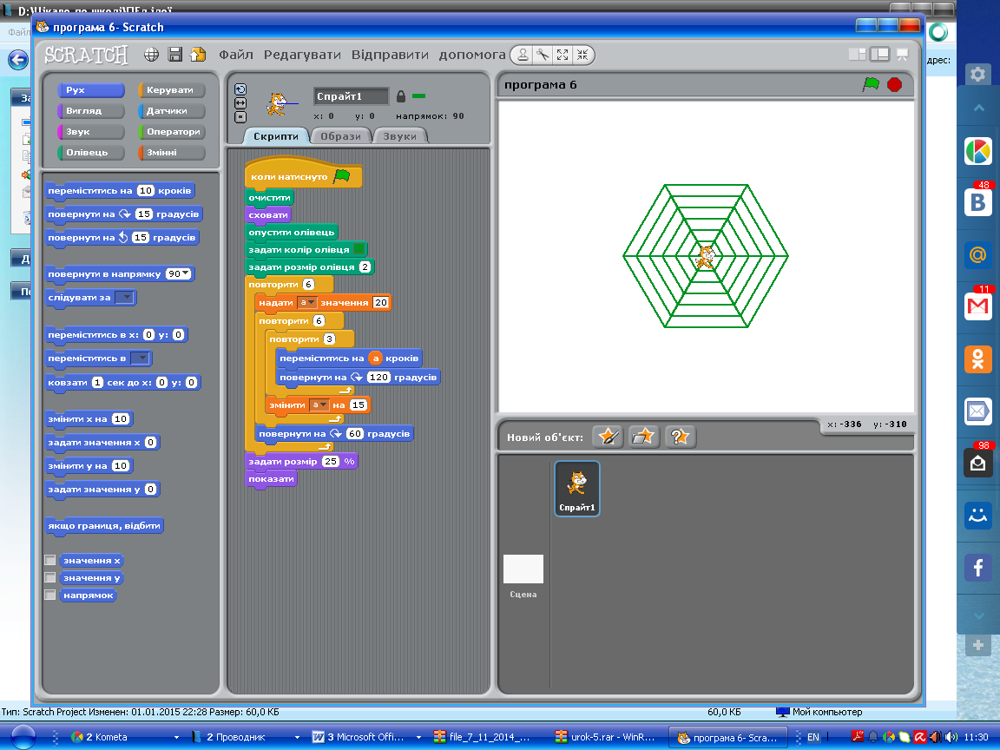 D:\Цікаво по школі\ПЕд ідеї
програма 6- Scratch
Файл
SCRATCH
Файл Редагувати Відправити допомога
дрес:
Рух Керувати
Вигляд Датчики
Звук Оператори
Олівець Змінні
переміститись на 10 кроків
повернути на 15 градусів
повернути на 15 градусів
повернути в напрямку 90
слідувати за
переміститись в x: 0 y: 0
переміститись в
ковзати 1 сек до x: 0 y: 0
змінити x на 10
задати значення x 0
змінити y на 10
задати значення y 0
якщо границя, відбити
значення x
значення y
напрямок
Спрайт1
x: 0 y: 0 напрямок: 90
Скрипти Образи Звуки
коли натиснуто
очистити
сховати
опустити олівець
задати колір олівця
задати розмір олівця 2
повторити 6
надати a значення 20
повторити 6
повторити 3
переміститись на a кроків
повернути на 120 градусів
змінити a на 15
повернути на 60 градусів
задати розмір 25 %
показати
програма 6
x: -336 y: -310
Новий об'єкт:
Спрайт1
Сцена
48
B
@
11
98
f
Тип: Scratch Project Изменен: 01.01.2015 22:28 Размер: 60,0 КБ
60,0 КБ
Мой компьютер
2 Kometa
2 Проводник
3 Microsoft Offi...
file_7_11_2014_...
urok-5.rar - WinR...
програма 6- Scra...
EN
11:30